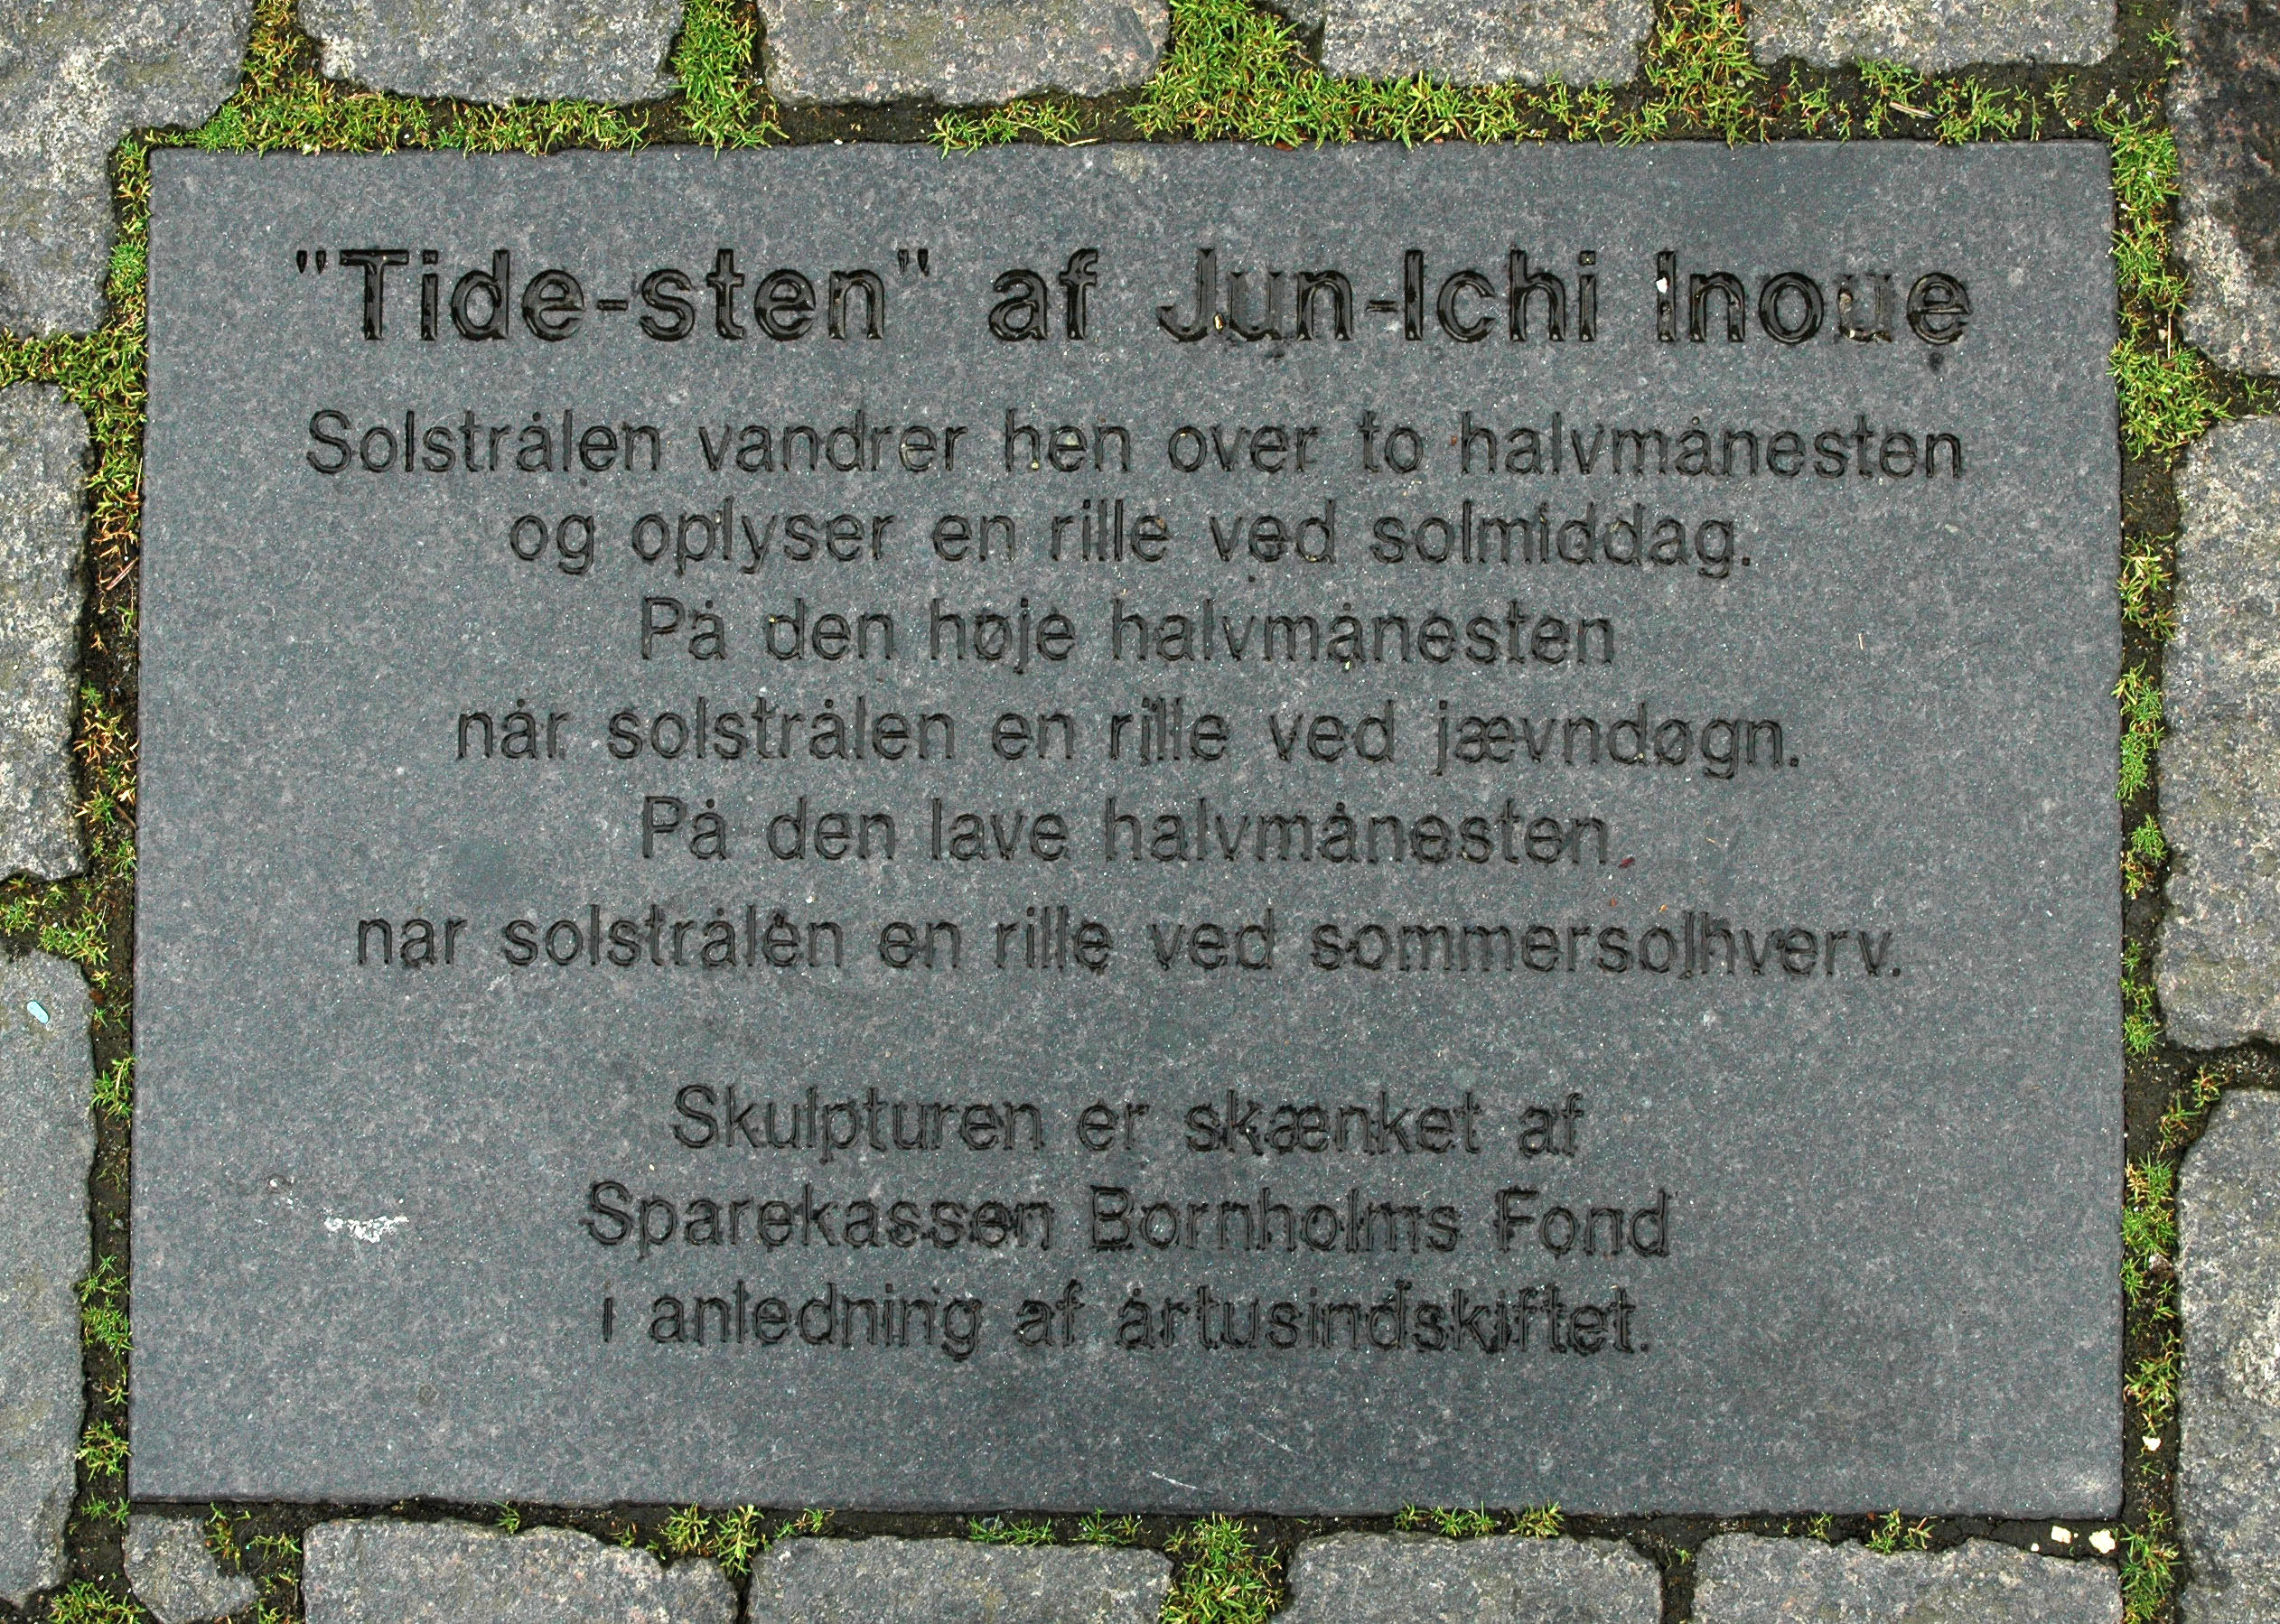 "Tide-sten" af Jun-Ichi Inoue
Solstrålen vandrer hen over to halvmånesten
og oplyser en rille ved solmiddag.
På den høje halvmånesten
når solstrålen en rille ved jævndøgn.
På den lave halvmånesten
nar solstrålen en rille ved sommersolhverv.
Skulpturen er skænket af
Sparekassen Bornholms Fond
i anledning af årtusindskiftet.